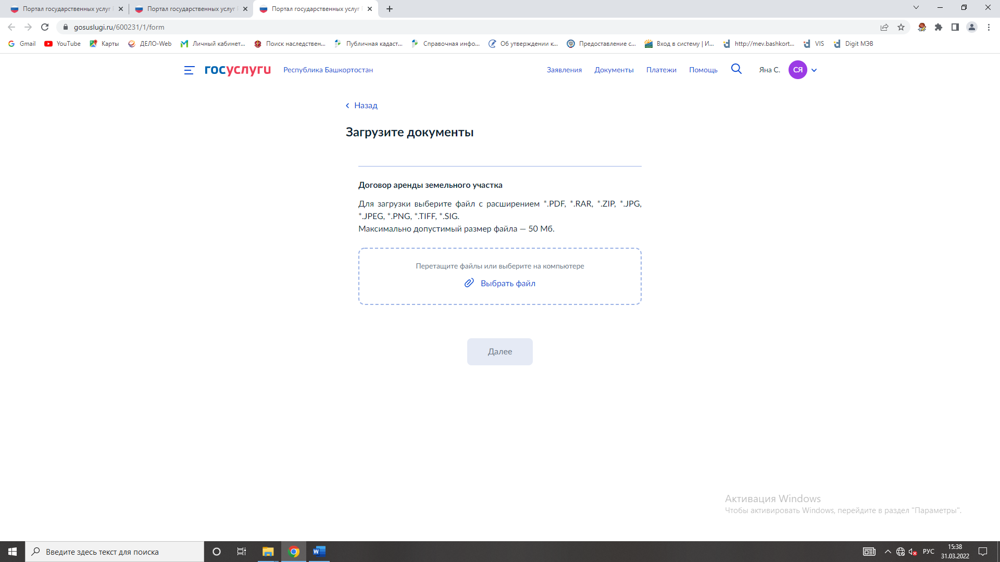 Портал государственных услуг
Портал государственных услуг
Портал государственных услуг
gosuslugi.ru/600231/1/form
Gmail
YouTube
Карты
ДЕЛО-Web
Личный кабинет...
Поиск наследствен...
Публичная кадаст...
Справочная инфо...
Об утверждении к...
Предоставление с...
Вход в систему | И...
http://mev.bashkort...
VIS
Digit МЭВ
госуслуги
Республика Башкортостан
Заявления
Документы
Платежи
Помощь
Яна С.
СЯ
Назад
Загрузите документы
Договор аренды земельного участка
Для загрузки выберите файл с расширением *.PDF, *.RAR, *.ZIP, *.JPG,
*.JPEG, *.PNG, *.TIFF, *.SIG.
Максимально допустимый размер файла — 50 Мб.
Перетащите файлы или выберите на компьютере
Выбрать файл
Далее
Активация Windows
Чтобы активировать Windows, перейдите в раздел "Параметры".
Введите здесь текст для поиска
W
РУС
15:38
31.03.2022